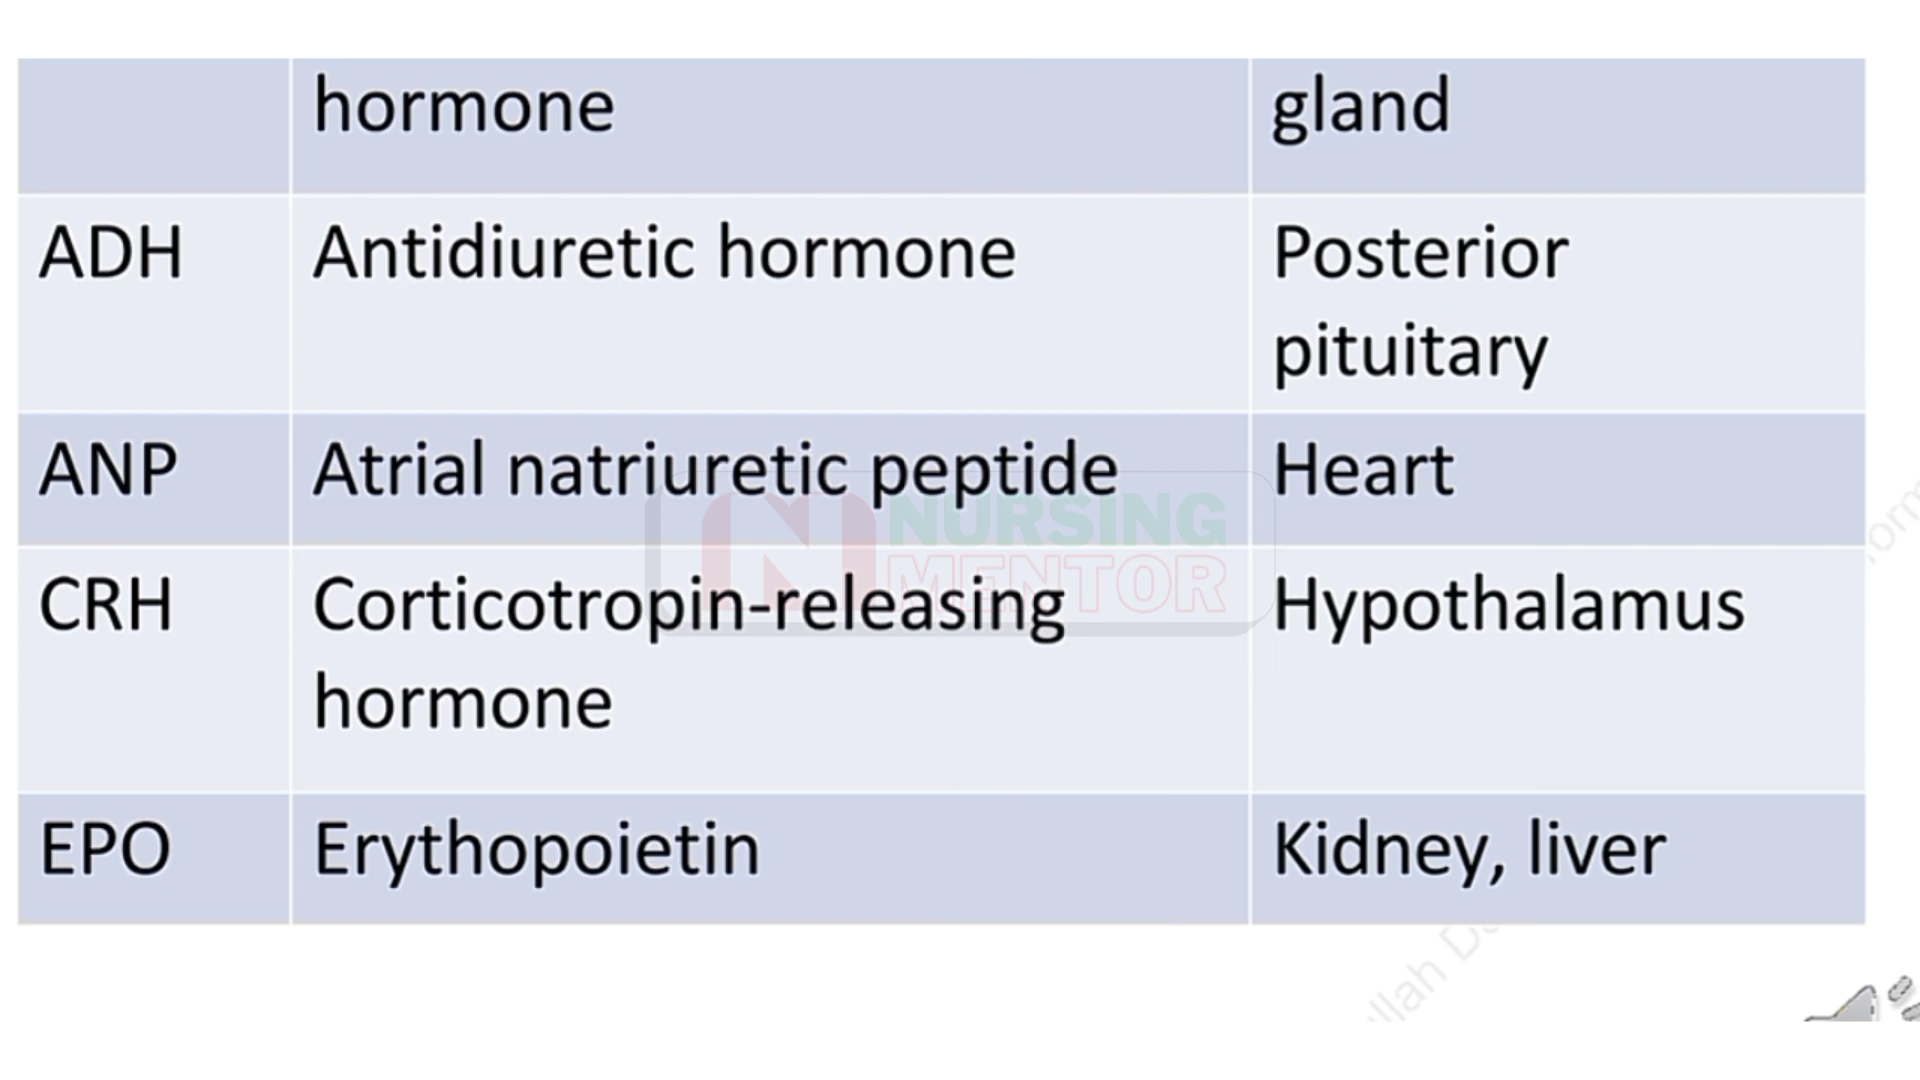 hormone gland
ADH Antidiuretic hormone Posterior
pituitary
ANP Atrial natriuretic peptide Heart
NURSING
MENTOR
CRH Corticotropin-releasing Hypothalamus
hormone
EPO Erythopoietin Kidney, liver